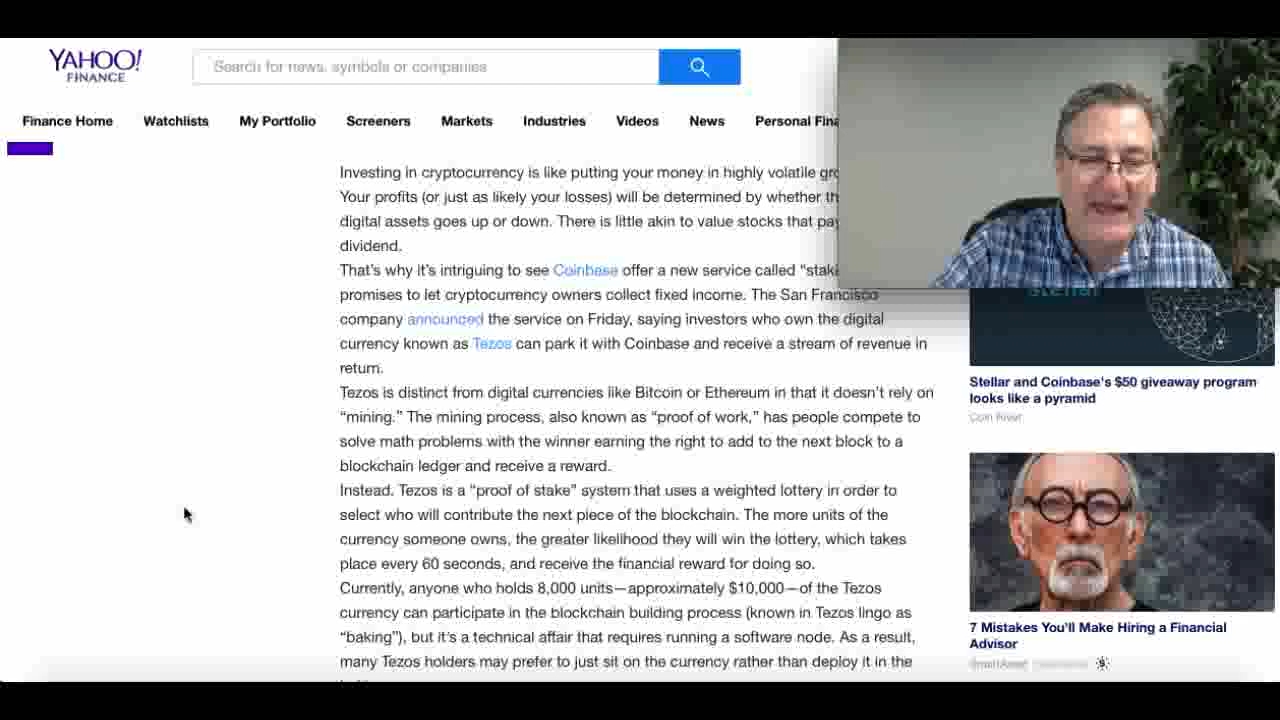 YAHOO!
FINANCE
Search for news, symbols or companies
Finance Home Watchlists My Portfolio Screeners Markets Industries Videos News Personal Fina
Investing in cryptocurrency is like putting your money in highly volatile gro
Your profits (or just as likely your losses) will be determined by whether th
digital assets goes up or down. There is little akin to value stocks that pay
dividend.
That's why it's intriguing to see Coinbase offer a new service called “staki
promises to let cryptocurrency owners collect fixed income. The San Francisco
company announced the service on Friday, saying investors who own the digital
currency known as Tezos can park it with Coinbase and receive a stream of revenue in
return.
Tezos is distinct from digital currencies like Bitcoin or Ethereum in that it doesn't rely on
“mining.” The mining process, also known as “proof of work,” has people compete to
solve math problems with the winner earning the right to add to the next block to a
blockchain ledger and receive a reward.
Instead. Tezos is a “proof of stake” system that uses a weighted lottery in order to
select who will contribute the next piece of the blockchain. The more units of the
currency someone owns, the greater likelihood they will win the lottery, which takes
place every 60 seconds, and receive the financial reward for doing so.
Currently, anyone who holds 8,000 units—approximately $10,000—of the Tezos
currency can participate in the blockchain building process (known in Tezos lingo as
“baking”), but it's a technical affair that requires running a software node. As a result,
many Tezos holders may prefer to just sit on the currency rather than deploy it in the
stellar
Stellar and Coinbase's $50 giveaway program
looks like a pyramid
Coin Rivet
7 Mistakes You'll Make Hiring a Financial
Advisor
SmartAsset